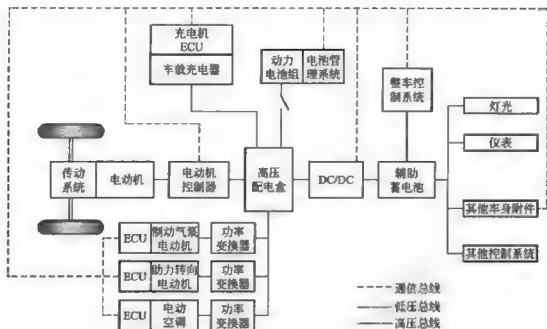 充电机
ECU
车载充电器
动力
电池组
电池管
理系统
整车控
制系统
灯光
仪表
传动
系统
电动机
电动机
控制器
高压
配电盒
DC/DC
辅助
蓄电池
其他车身附件
其他控制系统
ECU
制动气泵
电动机
功率
变换器
ECU
助力转向
电动机
功率
变换器
ECU
电动
空调
功率
变换器
通信总线
低压总线
高压总线